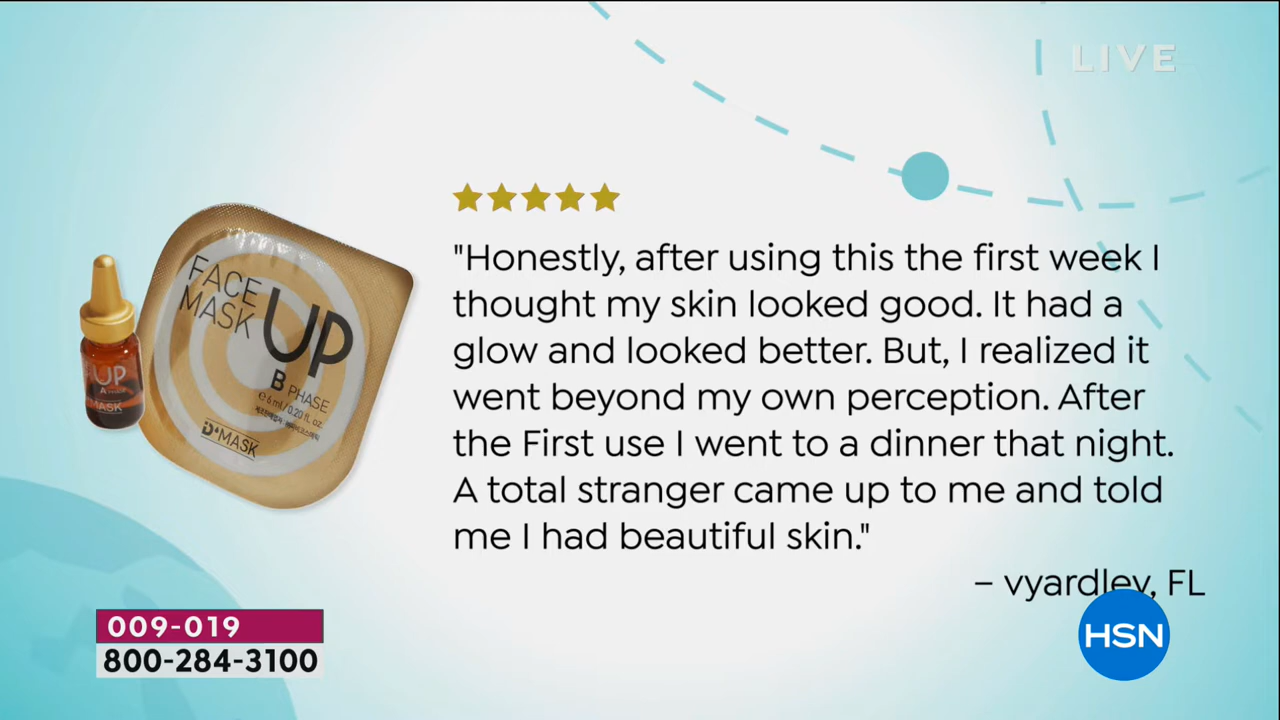 LIVE
"Honestly, after using this the first week I
thought my skin looked good. It had a
glow and looked better. But, I realized it
went beyond my own perception. After
the First use I went to a dinner that night.
A total stranger came up to me and told
me I had beautiful skin."
– vyardley, FL
FACE
MASK UP
B PHASE
e 6 ml / 0.20 fl. oz.
D•MASK
UP
A
MASK
009-019
800-284-3100
HSN